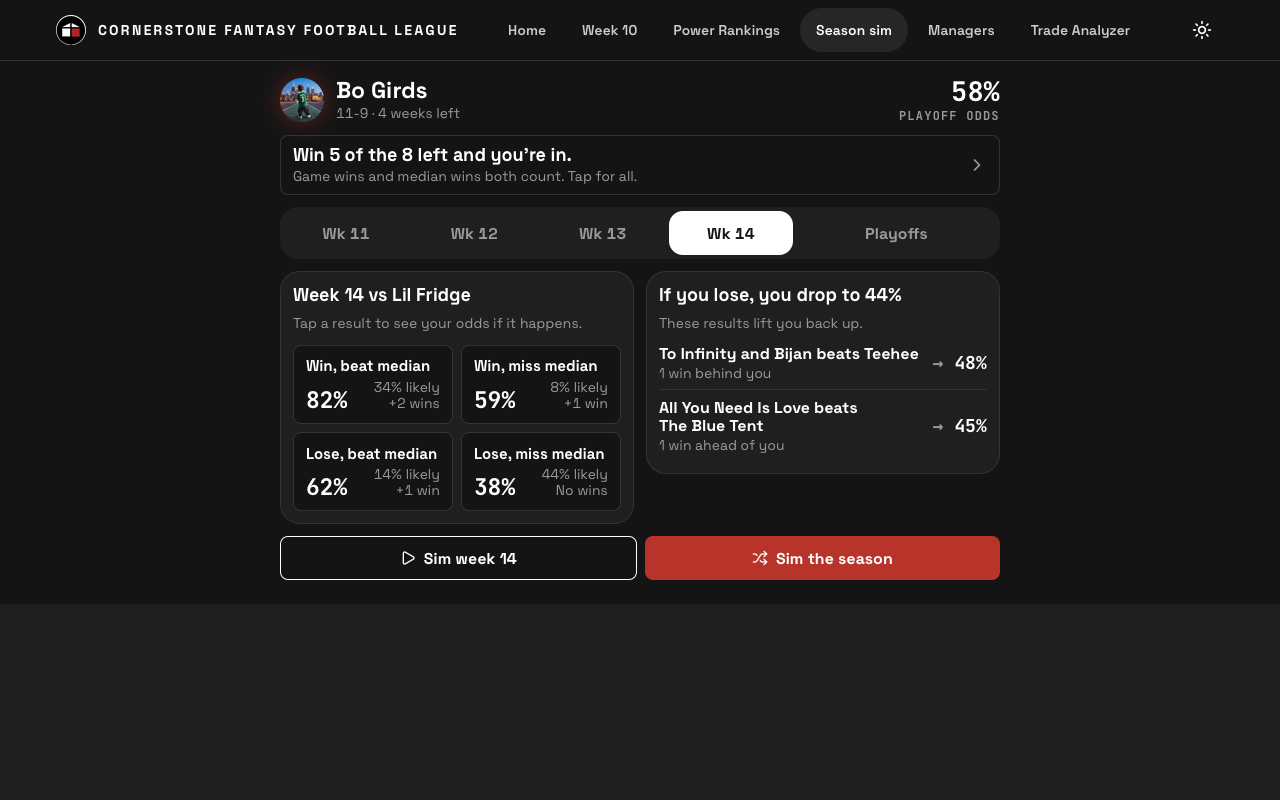 CORNERSTONE FANTASY FOOTBALL LEAGUE
Home
Week 10
Power Rankings
Season sim
Managers
Trade Analyzer
Bo Girds
11-9 · 4 weeks left
58%
PLAYOFF ODDS
Win 5 of the 8 left and you’re in.
Game wins and median wins both count. Tap for all.
Wk 11
Wk 12
Wk 13
Wk 14
Playoffs
Week 14 vs Lil Fridge
Tap a result to see your odds if it happens.
Win, beat median
82%
34% likely
+2 wins
Win, miss median
59%
8% likely
+1 win
Lose, beat median
62%
14% likely
+1 win
Lose, miss median
38%
44% likely
No wins
If you lose, you drop to 44%
These results lift you back up.
To Infinity and Bijan beats Teehee
1 win behind you
→ 48%
All You Need Is Love beats
The Blue Tent
1 win ahead of you
→ 45%
Sim week 14
Sim the season